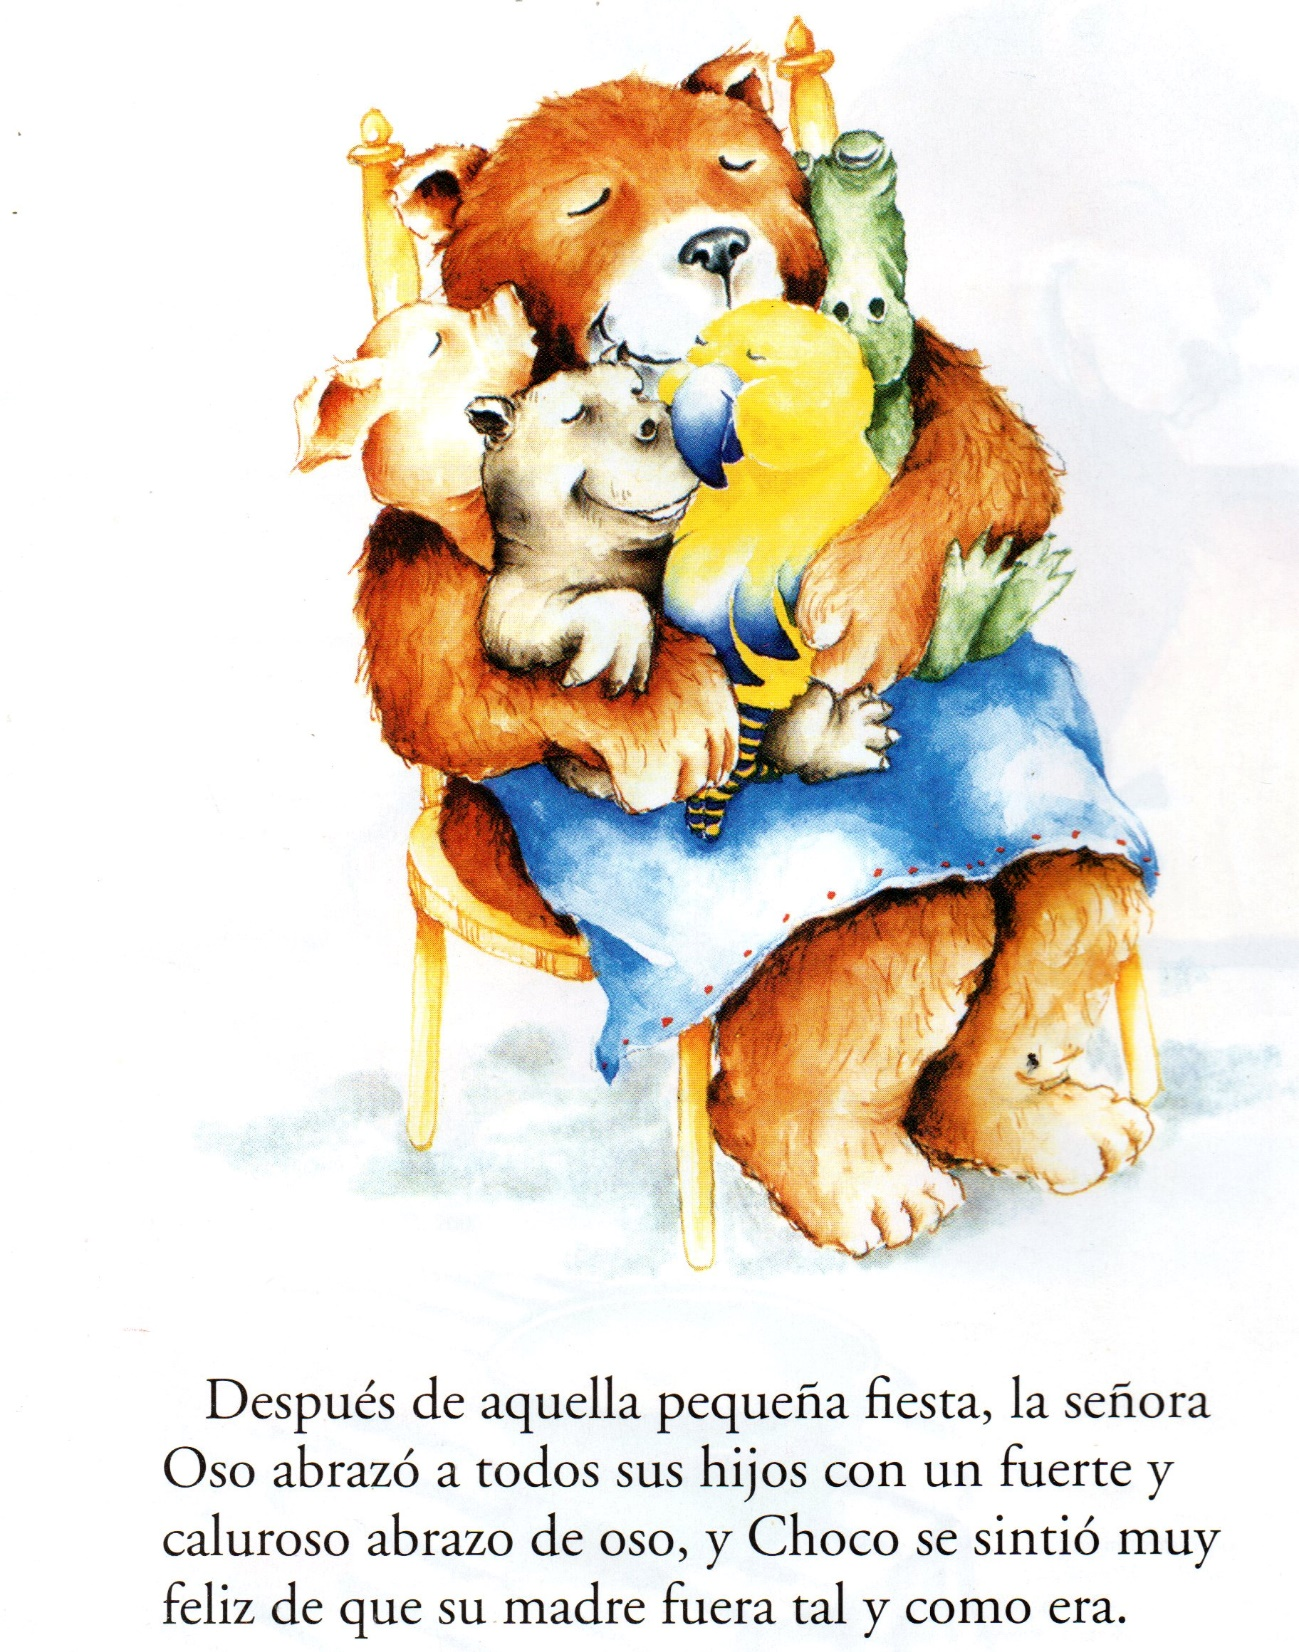 Después de aquella pequeña fiesta, la señora
Oso abrazó a todos sus hijos con un fuerte y
caluroso abrazo de oso, y Choco se sintió muy
feliz de que su madre fuera tal y como era.